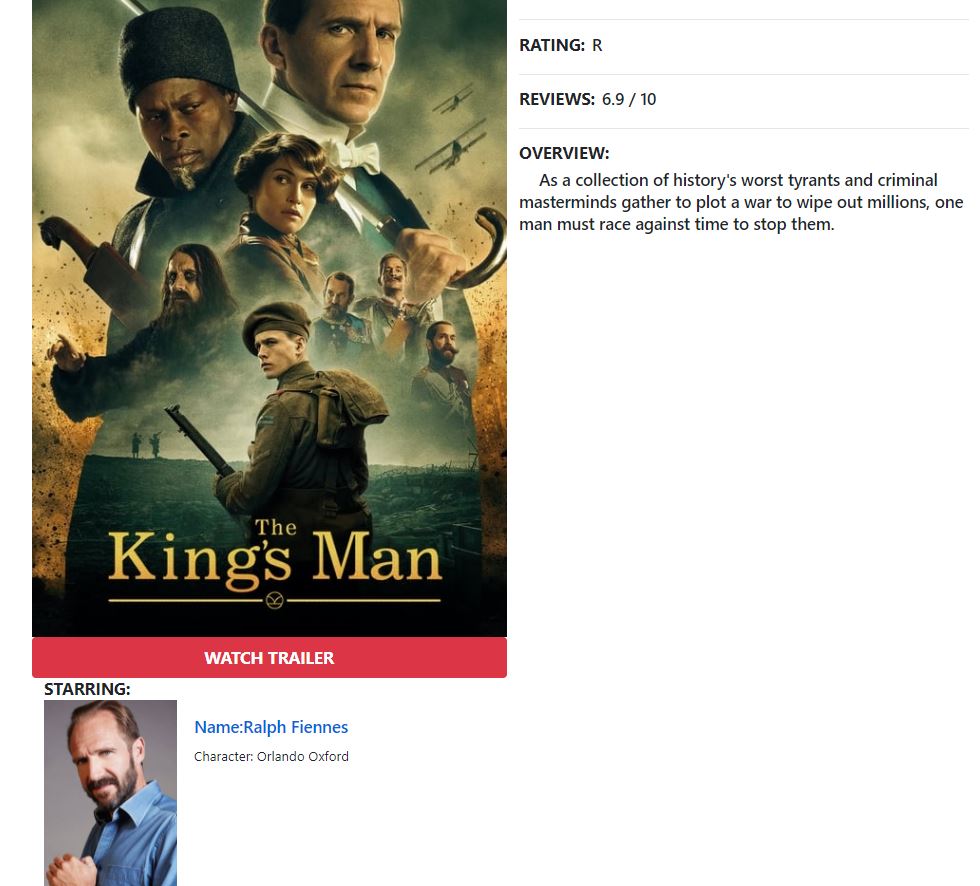 RATING: R
REVIEWS: 6.9 / 10
OVERVIEW:
As a collection of history's worst tyrants and criminal
masterminds gather to plot a war to wipe out millions, one
man must race against time to stop them.
The
King's Man
WATCH TRAILER
STARRING:
Name:Ralph Fiennes
Character: Orlando Oxford